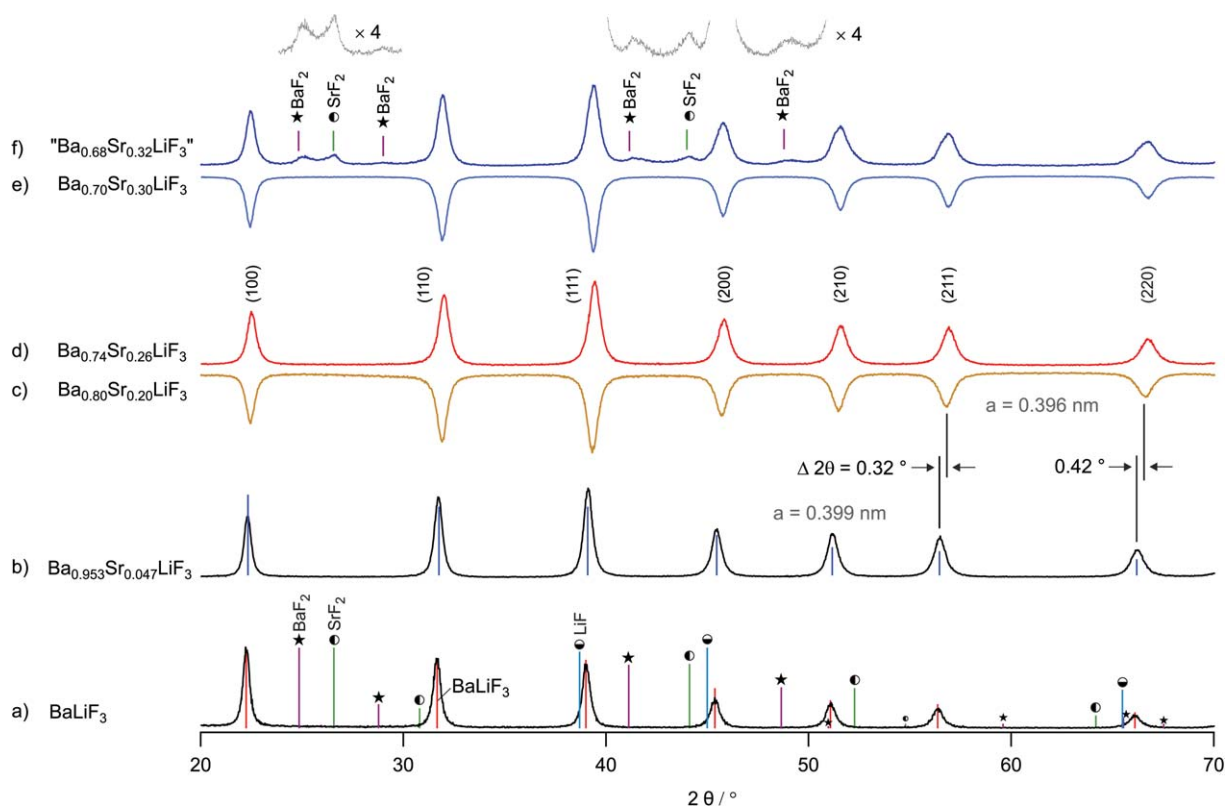 × 4
× 4
★ BaF₂
◐ SrF₂
★ BaF₂
★ BaF₂
◐ SrF₂
★ BaF₂
f) "Ba₀.₆₈Sr₀.₃₂LiF₃"
e) Ba₀.₇₀Sr₀.₃₀LiF₃
(100)
(110)
(111)
(200)
(210)
(211)
(220)
d) Ba₀.₇₄Sr₀.₂₆LiF₃
c) Ba₀.₈₀Sr₀.₂₀LiF₃
a = 0.396 nm
Δ 2θ = 0.32 °
0.42 °
a = 0.399 nm
b) Ba₀.₉₅₃Sr₀.₀₄₇LiF₃
★ BaF₂
◐ SrF₂
LiF
BaLiF₃
a) BaLiF₃
20 30 40 50 60 70
2 θ / °